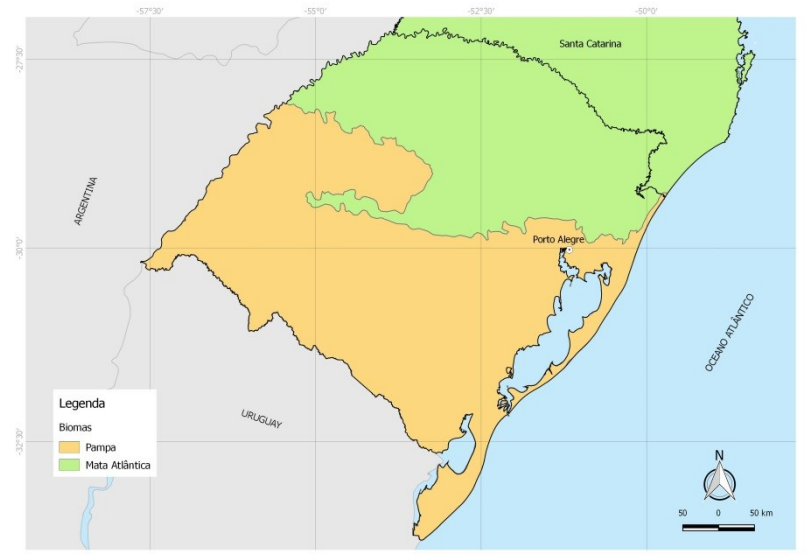 -57°30'
-55°0'
-52°30'
-50°0'
-27°30'
Santa Catarina
ARGENTINA
Porto Alegre
-30°0'
OCEANO ATLÂNTICO
Legenda
Biomas
Pampa
Mata Atlântica
URUGUAY
-32°30'
N
50 0 50 km